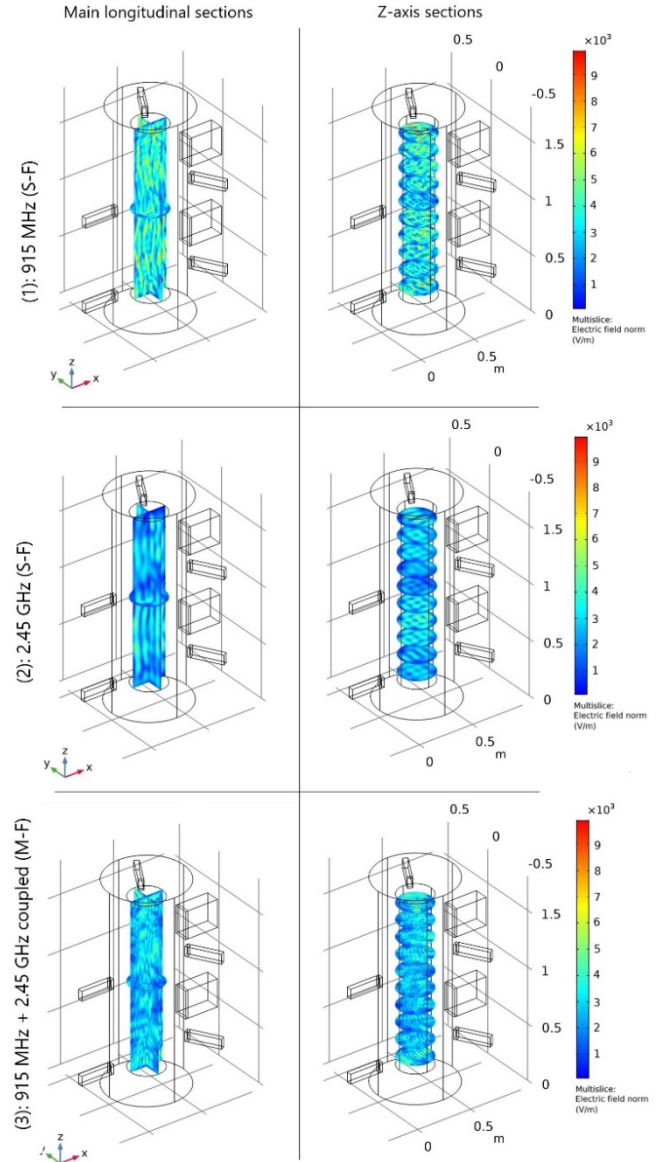 Main longitudinal sections
Z-axis sections
(1): 915 MHz (S-F)
y
z
x
0.5
0
-0.5
1.5
1
0.5
0
0.5
m
0
×10³
9
8
7
6
5
4
3
2
1
Multislice:
Electric field norm
(V/m)
(2): 2.45 GHz (S-F)
y
z
x
0.5
0
-0.5
1.5
1
0.5
0
0.5
m
0
×10³
9
8
7
6
5
4
3
2
1
Multislice:
Electric field norm
(V/m)
(3): 915 MHz + 2.45 GHz coupled (M-F)
z
x
0.5
0
-0.5
1.5
1
0.5
0
0.5
m
0
×10³
9
8
7
6
5
4
3
2
1
Multislice:
Electric field norm
(V/m)